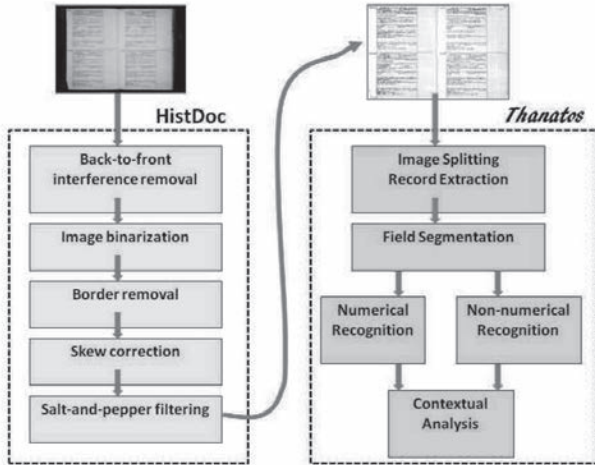 HistDoc
Back-to-front
interference removal
Image binarization
Border removal
Skew correction
Salt-and-pepper filtering
Thanatos
Image Splitting
Record Extraction
Field Segmentation
Numerical
Recognition
Non-numerical
Recognition
Contextual
Analysis